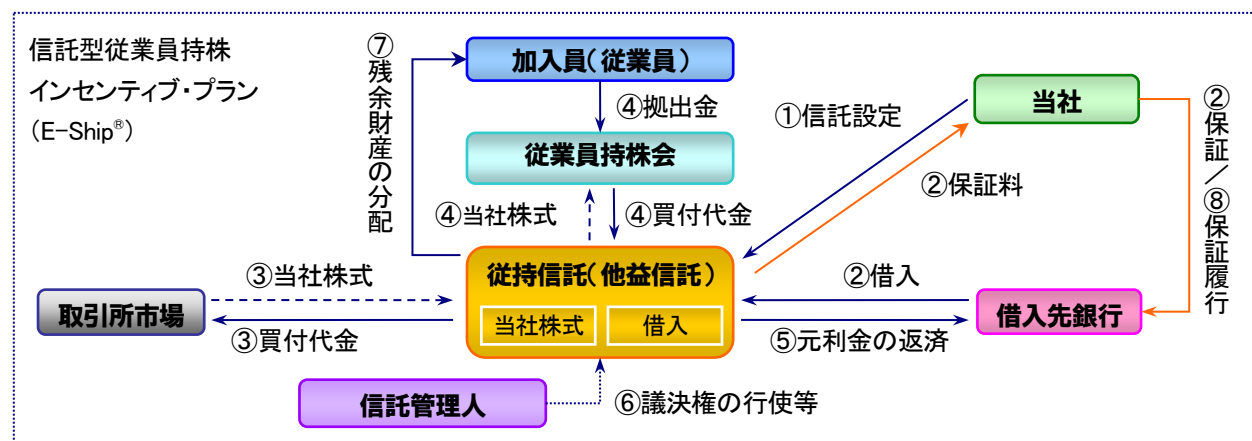 信託型従業員持株
インセンティブ・プラン
（E-Ship®）
⑦残余財産の分配
加入員（従業員）
④拠出金
従業員持株会
④当社株式
④買付代金
①信託設定
②保証料
当社
②保証／⑧保証履行
従持信託（他益信託）
当社株式
借入
③当社株式
取引所市場
③買付代金
②借入
借入先銀行
⑤元利金の返済
信託管理人
⑥議決権の行使等